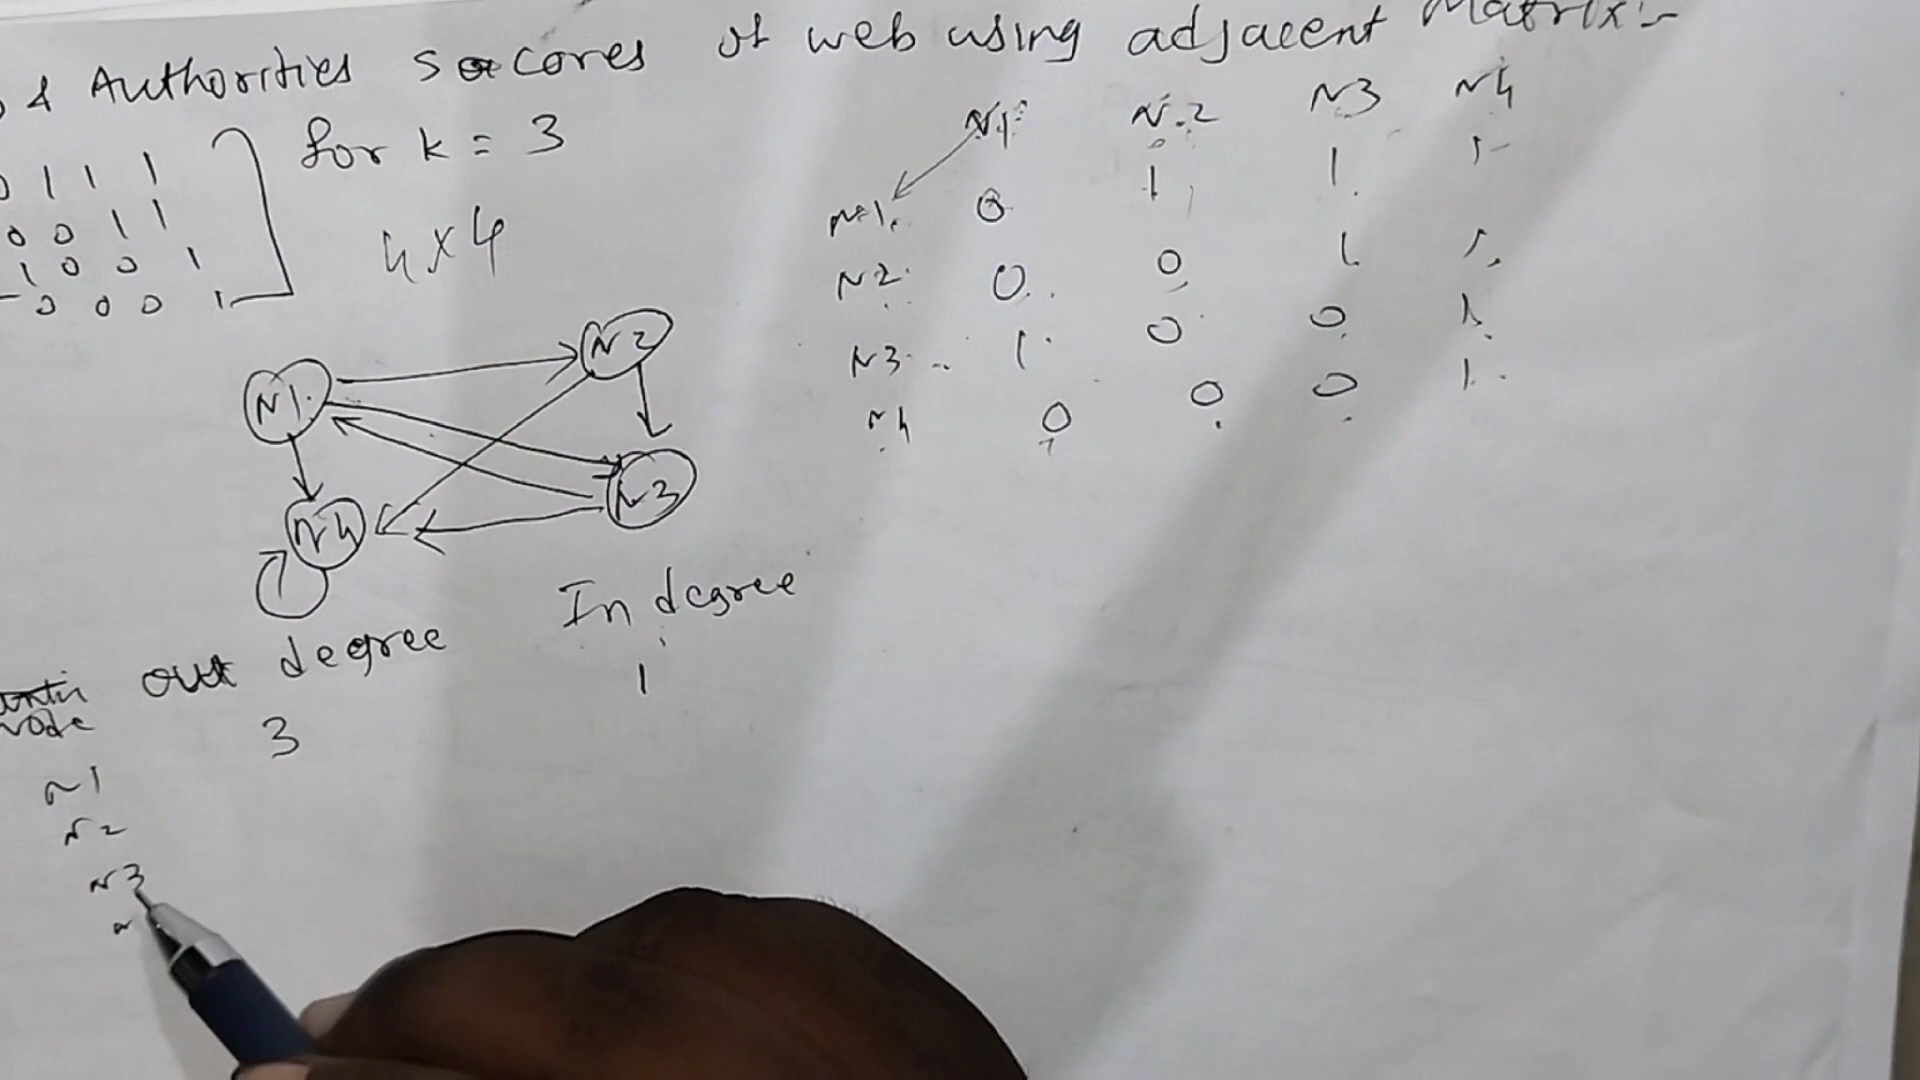 & Authorities scores of web using adjacent Matrix:-
for k = 3
0 1 1 1
0 0 1 1
1 0 0 1
0 0 0 1
4x4
N1 N2 N3 N4
N1 0 1 1 1
N2 0 0 1 1
N3 1 0 0 1
N4 0 0 0 1
N1 N2
N4 N3
node out degree In degree
3 1
N1
N2
N3